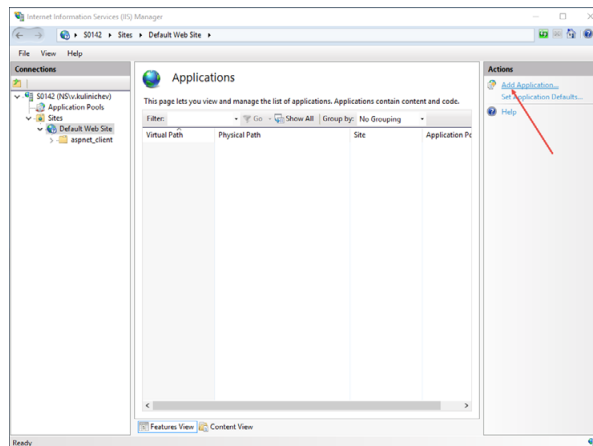 Internet Information Services (IIS) Manager
S0142 ▸ Sites ▸ Default Web Site ▸
File View Help
Connections
S0142 (NS\v.kulinichev)
Application Pools
Sites
Default Web Site
aspnet_client
Applications
This page lets you view and manage the list of applications. Applications contain content and code.
Filter: Go Show All Group by: No Grouping
Virtual Path Physical Path Site Application Po
Features View Content View
Actions
Add Application...
Set Application Defaults...
Help
Ready